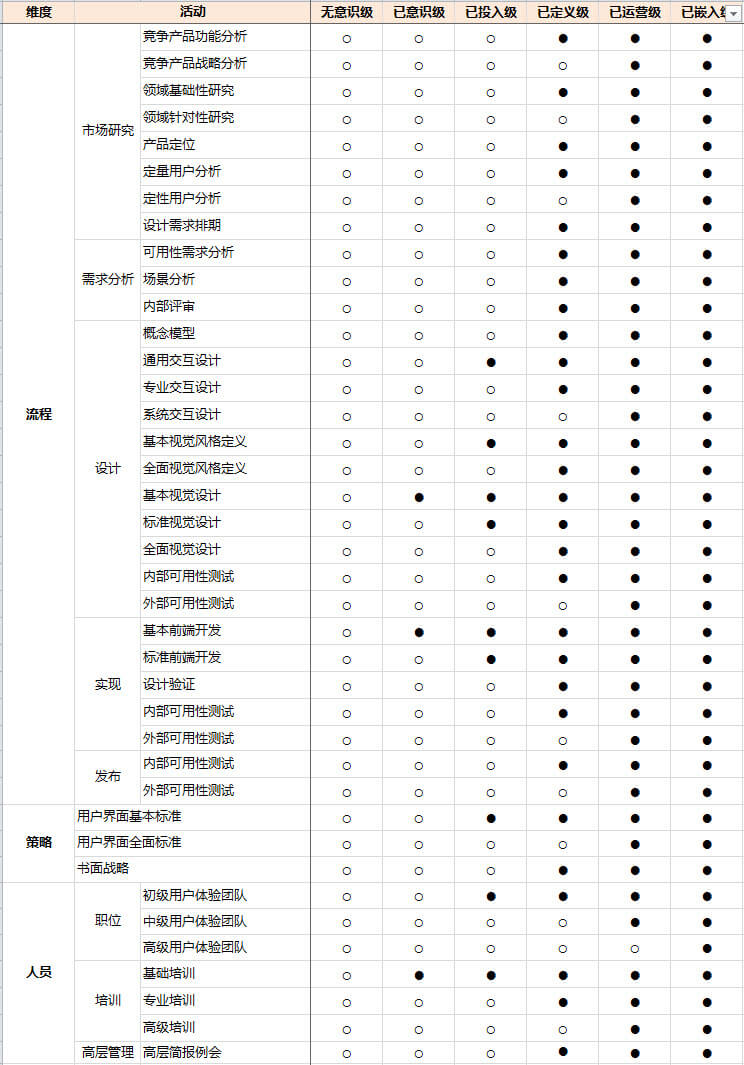 维度 活动 无意识级 已意识级 已投入级 已定义级 已运营级 已嵌入级
竞争产品功能分析 ○ ○ ○ ● ● ●
竞争产品战略分析 ○ ○ ○ ○ ● ●
领域基础性研究 ○ ○ ○ ● ● ●
领域针对性研究 ○ ○ ○ ○ ● ●
市场研究
产品定位 ○ ○ ○ ● ● ●
定量用户分析 ○ ○ ○ ● ● ●
定性用户分析 ○ ○ ○ ○ ● ●
设计需求排期 ○ ○ ○ ● ● ●
可用性需求分析 ○ ○ ○ ● ● ●
需求分析 场景分析 ○ ○ ○ ● ● ●
内部评审 ○ ○ ○ ● ● ●
概念模型 ○ ○ ○ ● ● ●
通用交互设计 ○ ○ ● ● ● ●
专业交互设计 ○ ○ ○ ● ● ●
流程 系统交互设计 ○ ○ ○ ○ ● ●
基本视觉风格定义 ○ ○ ● ● ● ●
设计 全面视觉风格定义 ○ ○ ○ ● ● ●
基本视觉设计 ○ ● ● ● ● ●
标准视觉设计 ○ ○ ● ● ● ●
全面视觉设计 ○ ○ ○ ● ● ●
内部可用性测试 ○ ○ ○ ● ● ●
外部可用性测试 ○ ○ ○ ○ ● ●
基本前端开发 ○ ● ● ● ● ●
标准前端开发 ○ ○ ● ● ● ●
实现 设计验证 ○ ○ ○ ● ● ●
内部可用性测试 ○ ○ ○ ● ● ●
外部可用性测试 ○ ○ ○ ○ ● ●
发布 内部可用性测试 ○ ○ ○ ● ● ●
外部可用性测试 ○ ○ ○ ○ ● ●
用户界面基本标准 ○ ○ ● ● ● ●
策略 用户界面全面标准 ○ ○ ○ ○ ● ●
书面战略 ○ ○ ○ ● ● ●
初级用户体验团队 ○ ○ ● ● ● ●
职位 中级用户体验团队 ○ ○ ○ ○ ● ●
高级用户体验团队 ○ ○ ○ ○ ○ ●
人员 基础培训 ○ ● ● ● ● ●
培训 专业培训 ○ ○ ○ ● ● ●
高级培训 ○ ○ ○ ○ ● ●
高层管理 高层简报例会 ○ ○ ○ ● ● ●